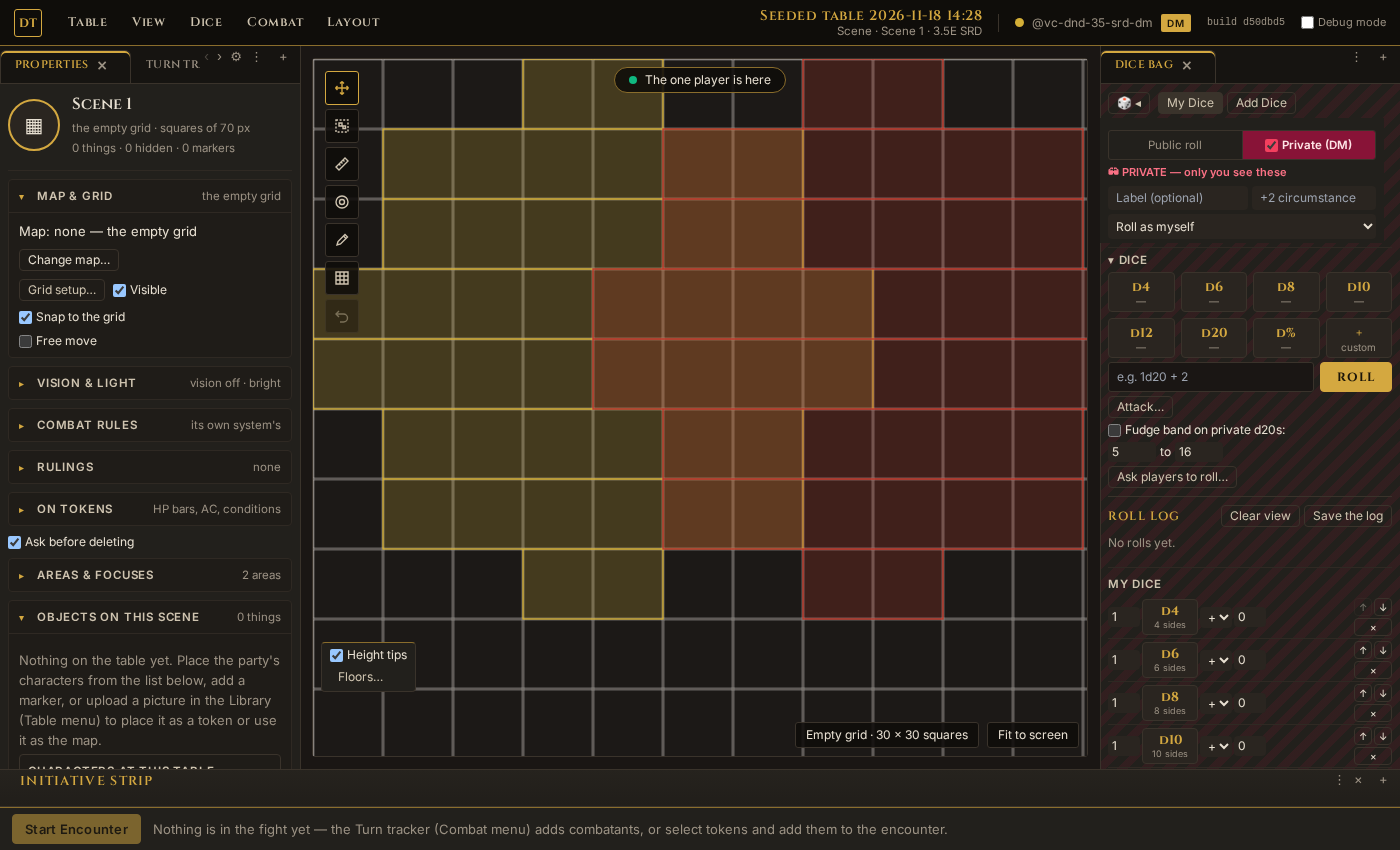 DT
TABLE
VIEW
DICE
COMBAT
LAYOUT
SEEDED TABLE 2026-11-18 14:28
Scene · Scene 1 · 3.5E SRD
@vc-dnd-35-srd-dm
DM
build d50dbd5
Debug mode
PROPERTIES
TURN TR
SCENE 1
the empty grid · squares of 70 px
0 things · 0 hidden · 0 markers
MAP & GRID
the empty grid
Map: none — the empty grid
Change map...
Grid setup...
Visible
Snap to the grid
Free move
VISION & LIGHT
vision off · bright
COMBAT RULES
its own system's
RULINGS
none
ON TOKENS
HP bars, AC, conditions
Ask before deleting
AREAS & FOCUSES
2 areas
OBJECTS ON THIS SCENE
0 things
Nothing on the table yet. Place the party's
characters from the list below, add a
marker, or upload a picture in the Library
(Table menu) to place it as a token or use
it as the map.
CHARACTERS AT THIS TABLE
The one player is here
Height tips
Floors...
Empty grid · 30 × 30 squares
Fit to screen
DICE BAG
My Dice
Add Dice
Public roll
Private (DM)
PRIVATE — only you see these
Label (optional)
+2 circumstance
Roll as myself
DICE
D4
—
D6
—
D8
—
D10
—
D12
—
D20
—
D%
—
+
custom
e.g. 1d20 + 2
ROLL
Attack...
Fudge band on private d20s:
5
to
16
Ask players to roll...
ROLL LOG
Clear view
Save the log
No rolls yet.
MY DICE
1
D4
4 sides
+
0
1
D6
6 sides
+
0
1
D8
8 sides
+
0
1
D10
10 sides
+
0
INITIATIVE STRIP
Start Encounter
Nothing is in the fight yet — the Turn tracker (Combat menu) adds combatants, or select tokens and add them to the encounter.